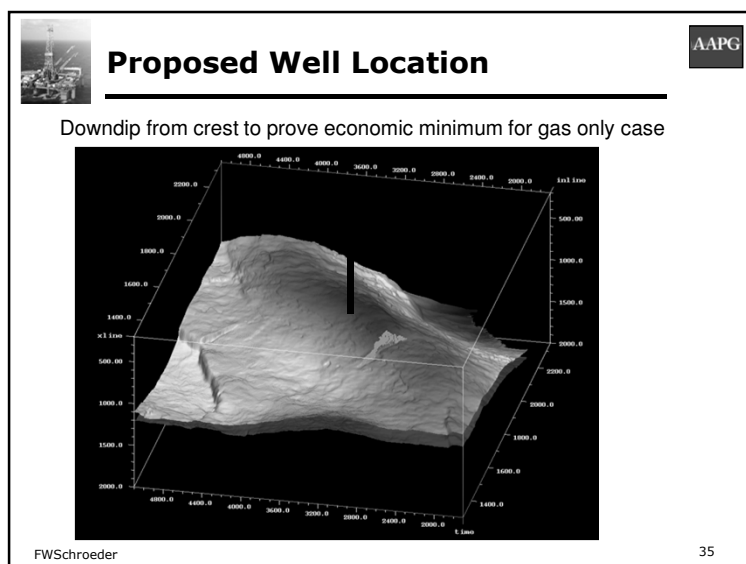 Proposed Well Location
AAPG
Downdip from crest to prove economic minimum for gas only case
4800.0 4400.0 4000.0 3600.0 3200.0 2800.0 2400.0 2000.0
inline
2200.0
2000.0
1800.0
1600.0
1400.0
xline
500.00
1000.0
1500.0
2000.0
500.00
1000.0
1500.0
2000.0
2200.0
2000.0
1800.0
1600.0
1400.0
4800.0 4400.0 4000.0 3600.0 3200.0 2800.0 2400.0 2000.0
time
FWSchroeder
35